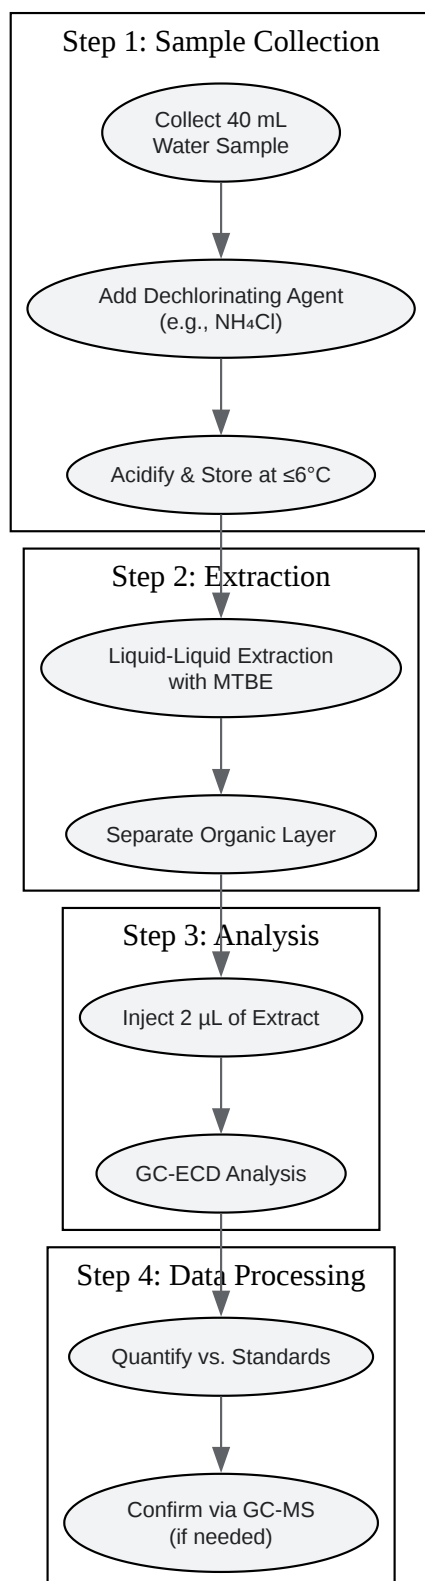 Step 1: Sample Collection
Collect 40 mL
Water Sample
Add Dechlorinating Agent
(e.g., NH₄Cl)
Acidify & Store at ≤6°C
Step 2: Extraction
Liquid-Liquid Extraction
with MTBE
Separate Organic Layer
Step 3: Analysis
Inject 2 µL of Extract
GC-ECD Analysis
Step 4: Data Processing
Quantify vs. Standards
Confirm via GC-MS
(if needed)